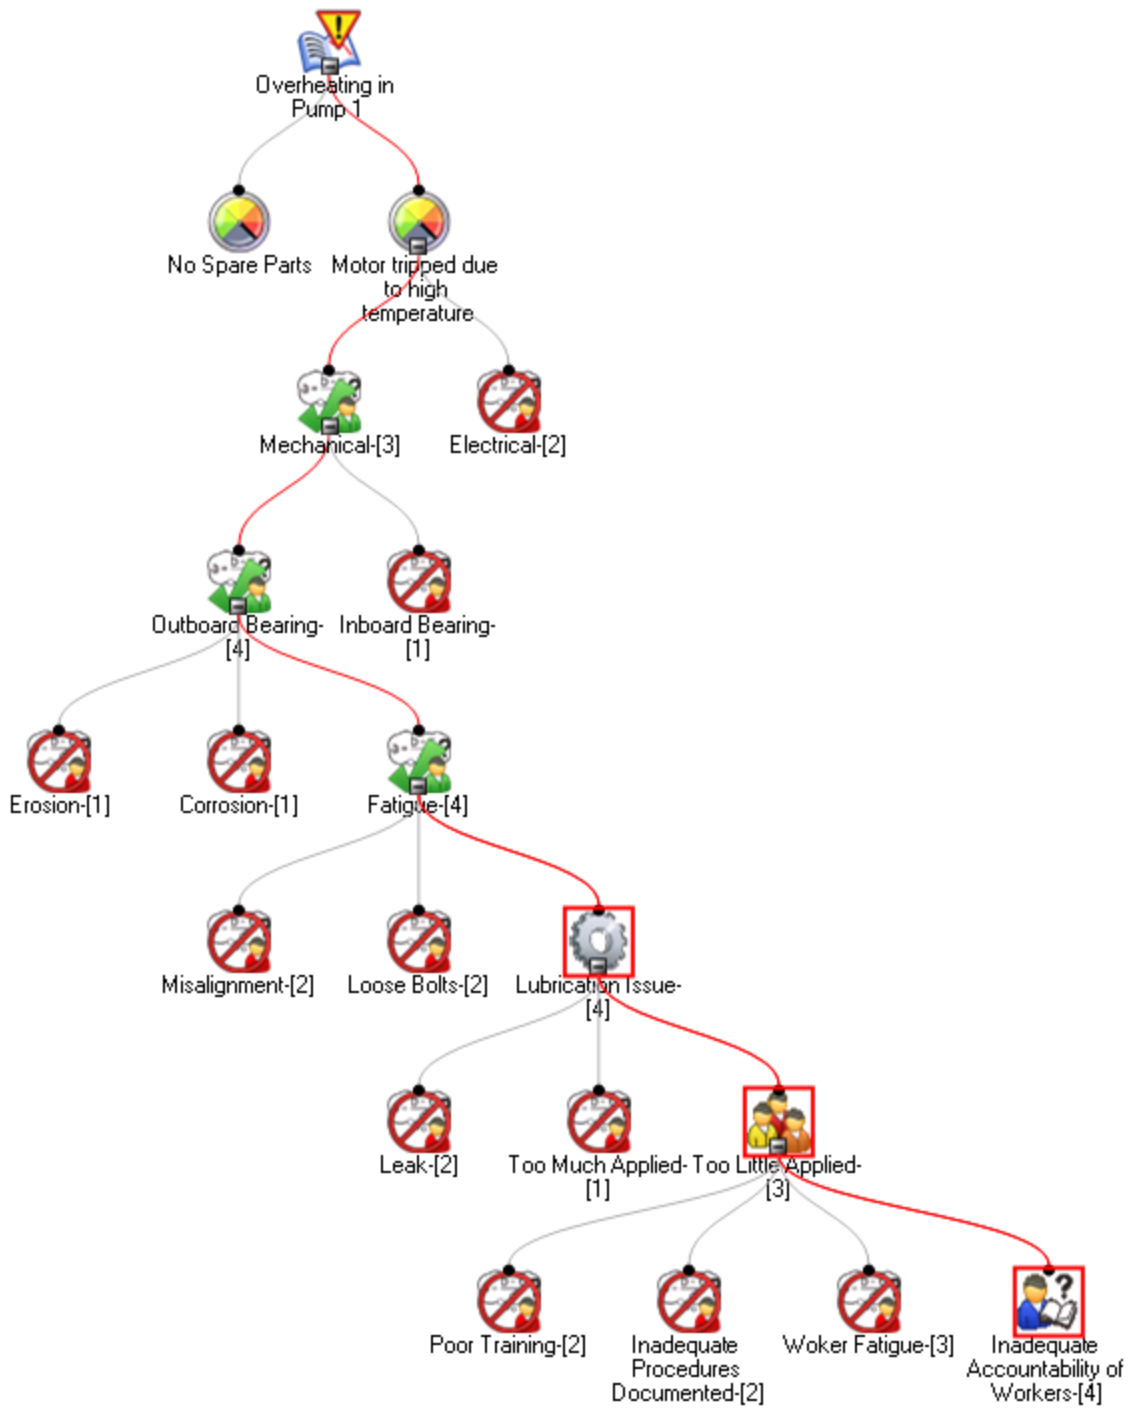 Overheating in
Pump 1
No Spare Parts
Motor tripped due
to high
temperature
Mechanical-[3]
Electrical-[2]
Outboard Bearing-
[4]
Inboard Bearing-
[1]
Erosion-[1]
Corrosion-[1]
Fatigue-[4]
Misalignment-[2]
Loose Bolts-[2]
Lubrication Issue-
[4]
Leak-[2]
Too Much Applied-
[1]
Too Little Applied-
[3]
Poor Training-[2]
Inadequate
Procedures
Documented-[2]
Woker Fatigue-[3]
Inadequate
Accountability of
Workers-[4]